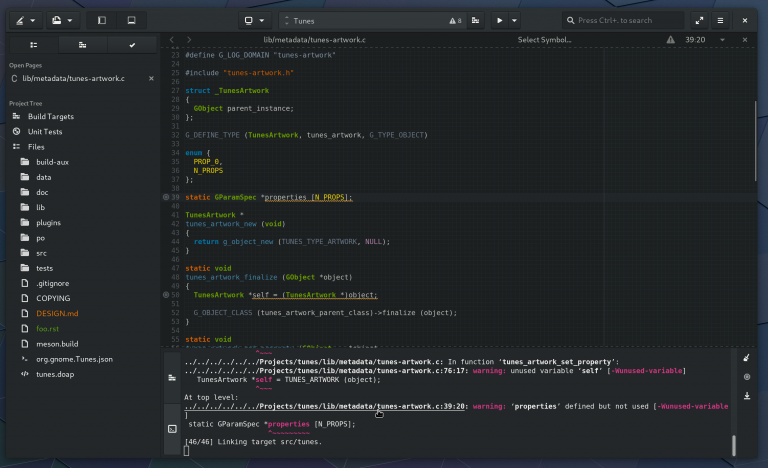 Tunes
8
Press Ctrl+. to search
lib/metadata/tunes-artwork.c
Select Symbol...
39:20
Open Pages
lib/metadata/tunes-artwork.c
Project Tree
Build Targets
Unit Tests
Files
build-aux
data
doc
lib
plugins
po
src
tests
.gitignore
COPYING
DESIGN.md
foo.rst
meson.build
org.gnome.Tunes.json
tunes.doap
23 #define G_LOG_DOMAIN "tunes-artwork"
24
25 #include "tunes-artwork.h"
26
27 struct _TunesArtwork
28 {
29 GObject parent_instance;
30 };
31
32 G_DEFINE_TYPE (TunesArtwork, tunes_artwork, G_TYPE_OBJECT)
33
34 enum {
35 PROP_0,
36 N_PROPS
37 };
38
39 static GParamSpec *properties [N_PROPS];
40
41 TunesArtwork *
42 tunes_artwork_new (void)
43 {
44 return g_object_new (TUNES_TYPE_ARTWORK, NULL);
45 }
46
47 static void
48 tunes_artwork_finalize (GObject *object)
49 {
50 TunesArtwork *self = (TunesArtwork *)object;
51
52 G_OBJECT_CLASS (tunes_artwork_parent_class)->finalize (object);
53 }
54
55 static void
^~~~
../../../../../../Projects/tunes/lib/metadata/tunes-artwork.c: In function ‘tunes_artwork_set_property’:
../../../../../../Projects/tunes/lib/metadata/tunes-artwork.c:76:17: warning: unused variable ‘self’ [-Wunused-variable]
TunesArtwork *self = TUNES_ARTWORK (object);
^~~~
At top level:
../../../../../../Projects/tunes/lib/metadata/tunes-artwork.c:39:20: warning: ‘properties’ defined but not used [-Wunused-variable
]
static GParamSpec *properties [N_PROPS];
^~~~~~~~~~
[46/46] Linking target src/tunes.